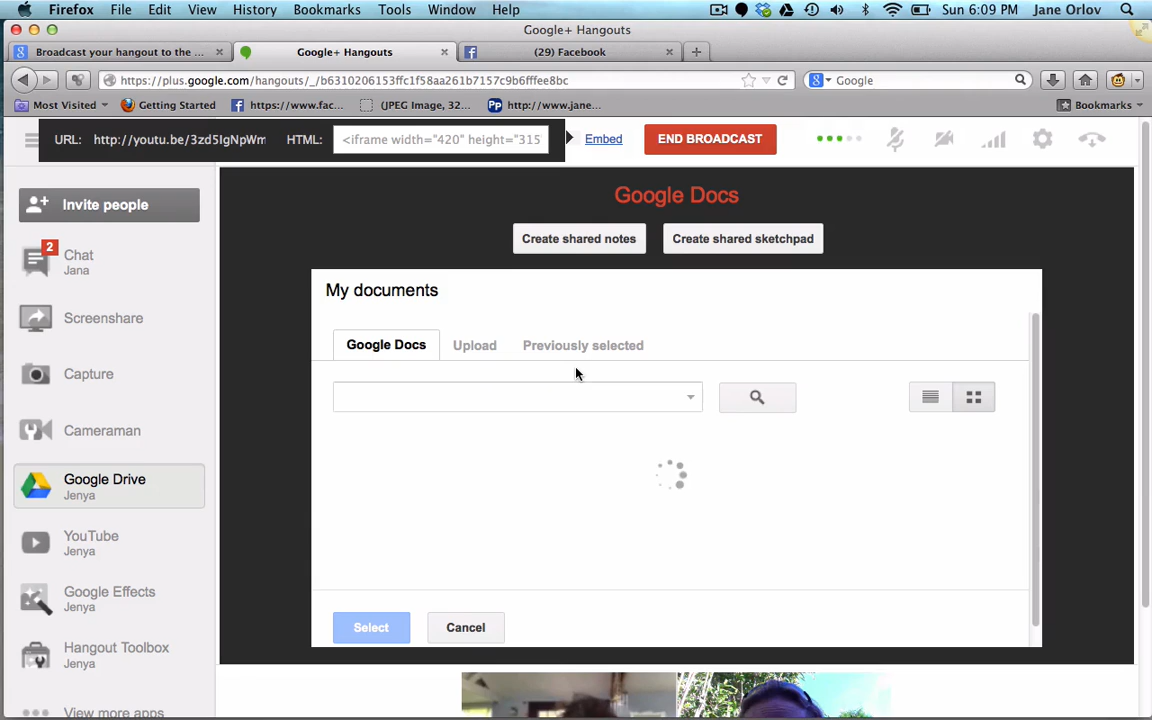 Firefox File Edit View History Bookmarks Tools Window Help Sun 6:09 PM Jane Orlov
Google+ Hangouts
Broadcast your hangout to the ... Google+ Hangouts (29) Facebook
https://plus.google.com/hangouts/_/b6310206153ffc1f58aa261b7157c9b6fffee8bc Google
Most Visited Getting Started https://www.fac... (JPEG Image, 32... Pp http://www.jane... Bookmarks
URL: http://youtu.be/3zd5IgNpWm HTML: <iframe width="420" height="315" Embed END BROADCAST
Google Docs
Invite people
Create shared notes Create shared sketchpad
2
Chat
Jana
My documents
Screenshare
Google Docs Upload Previously selected
Capture
Cameraman
Google Drive
Jenya
YouTube
Jenya
Google Effects
Jenya
Select Cancel
Hangout Toolbox
Jenya
View more apps